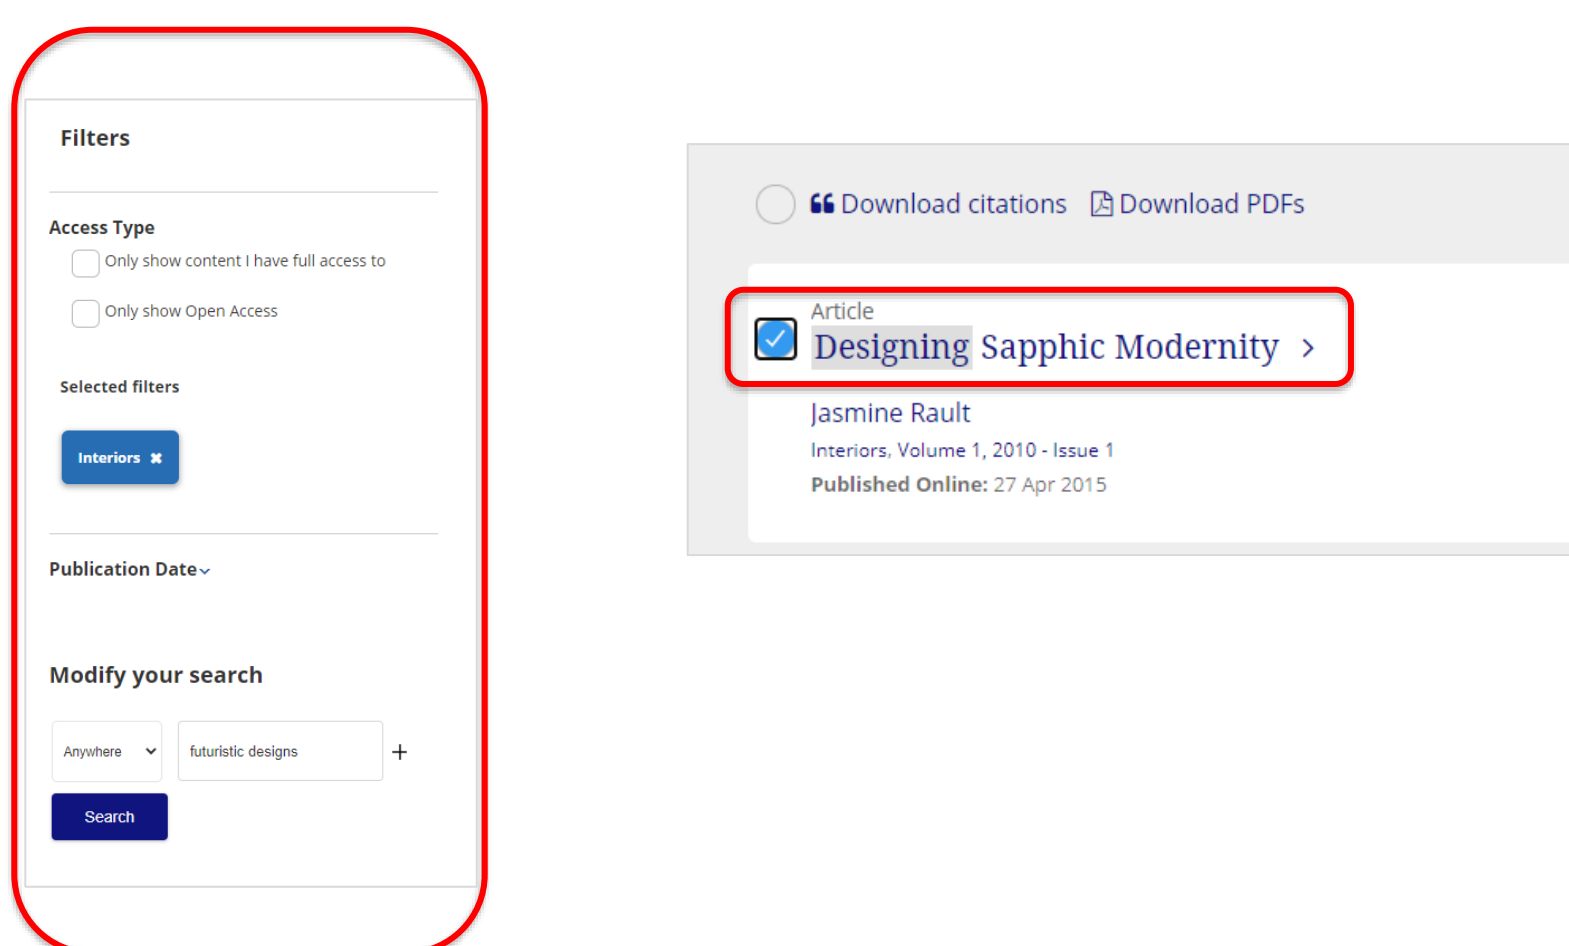 Filters
Access Type
Only show content I have full access to
Only show Open Access
Selected filters
Interiors ✖
Publication Date
Modify your search
Anywhere futuristic designs +
Search
Download citations Download PDFs
Article
Designing Sapphic Modernity >
Jasmine Rault
Interiors, Volume 1, 2010 - Issue 1
Published Online: 27 Apr 2015